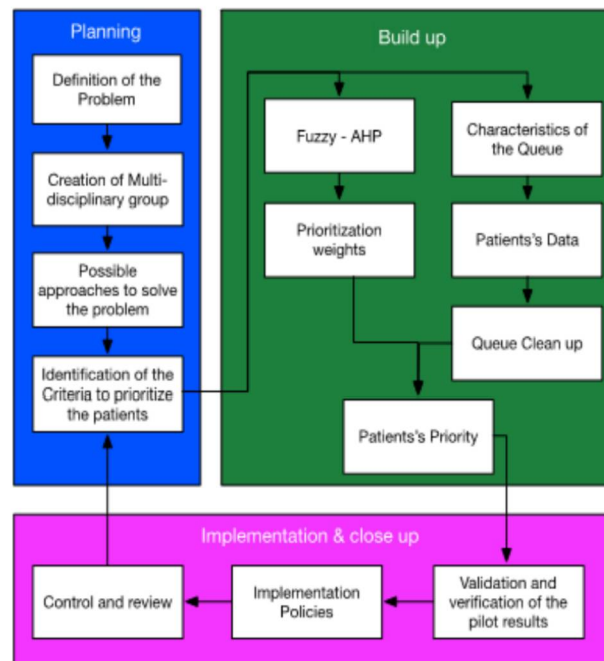 Planning
Definition of the
Problem
Creation of Multi-
disciplinary group
Possible
approaches to solve
the problem
Identification of the
Criteria to prioritize
the patients
Build up
Fuzzy - AHP
Prioritization
weights
Characteristics of
the Queue
Patients's Data
Queue Clean up
Patients's Priority
Implementation & close up
Control and review
Implementation
Policies
Validation and
verification of the
pilot results